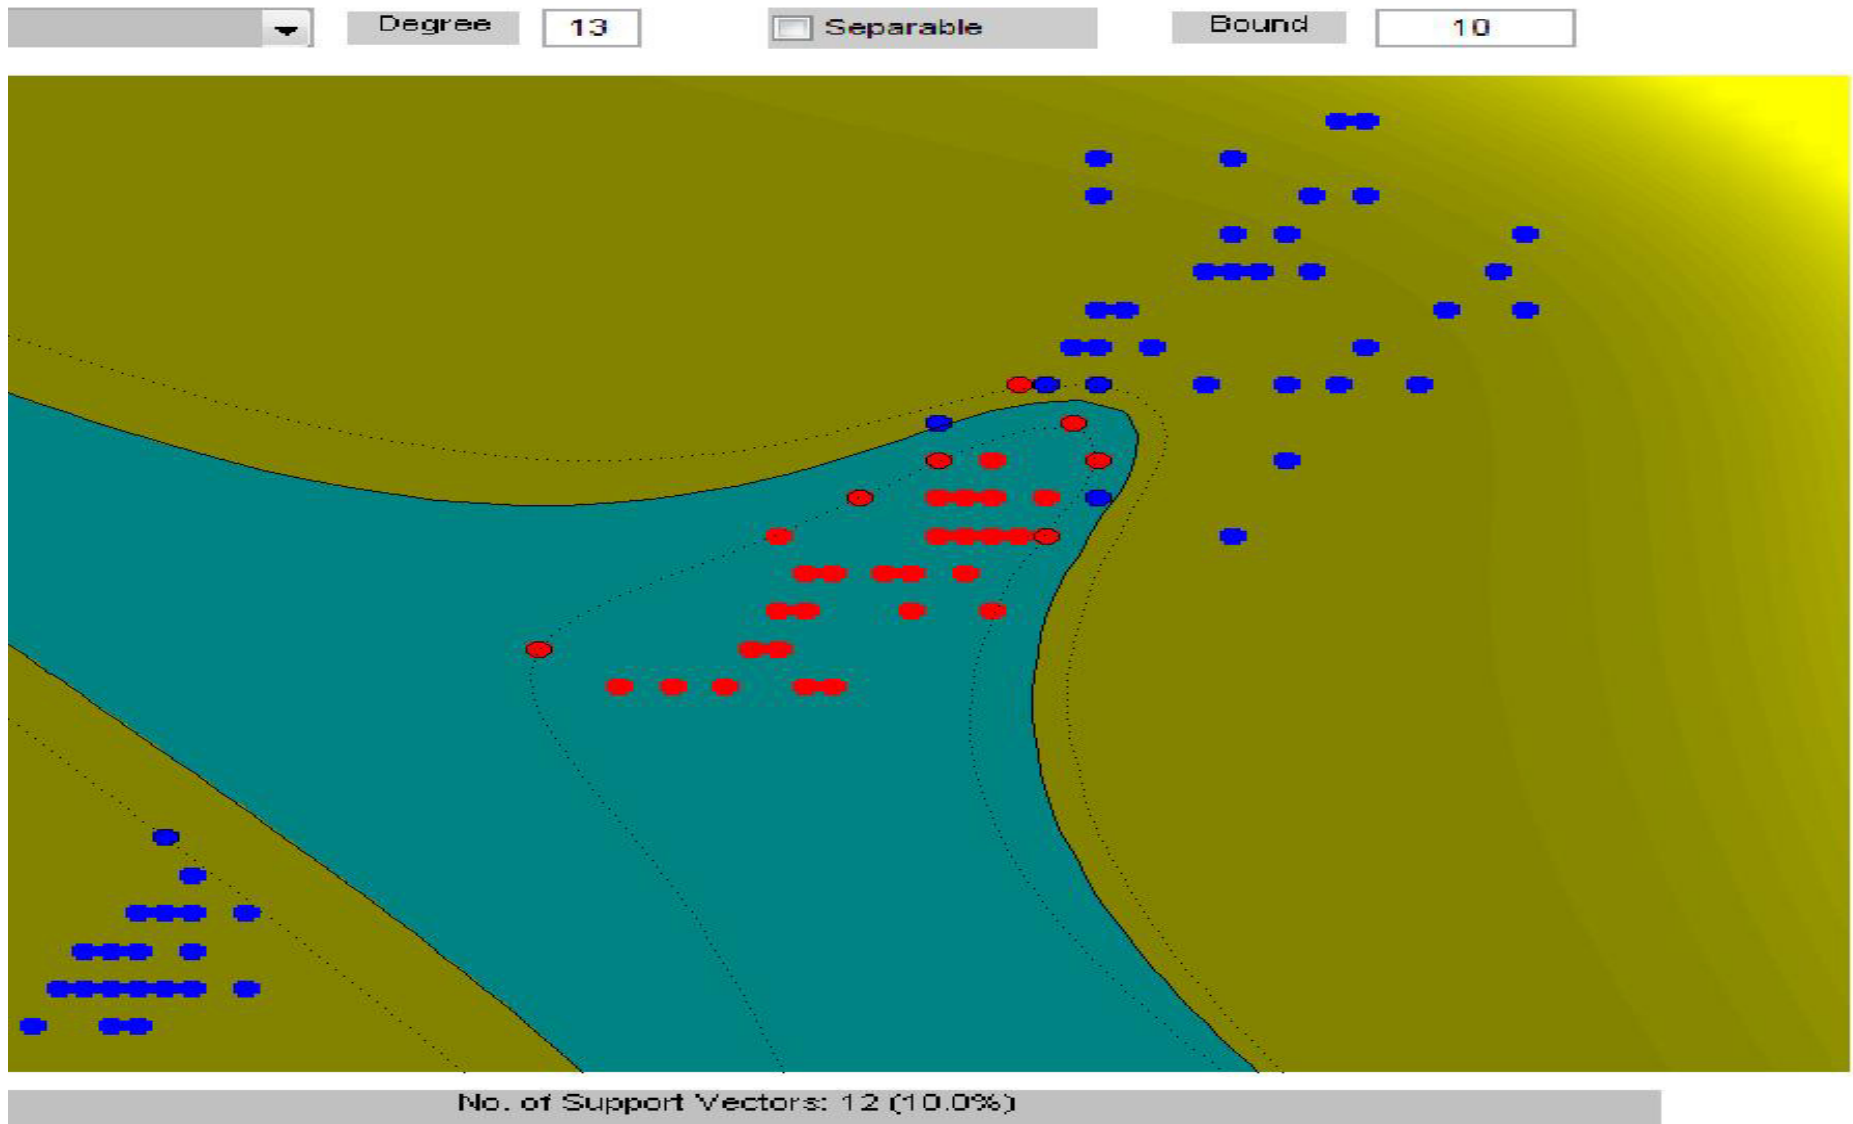 Degree 13 Separable Bound 10
No. of Support Vectors: 12 (10.0%)